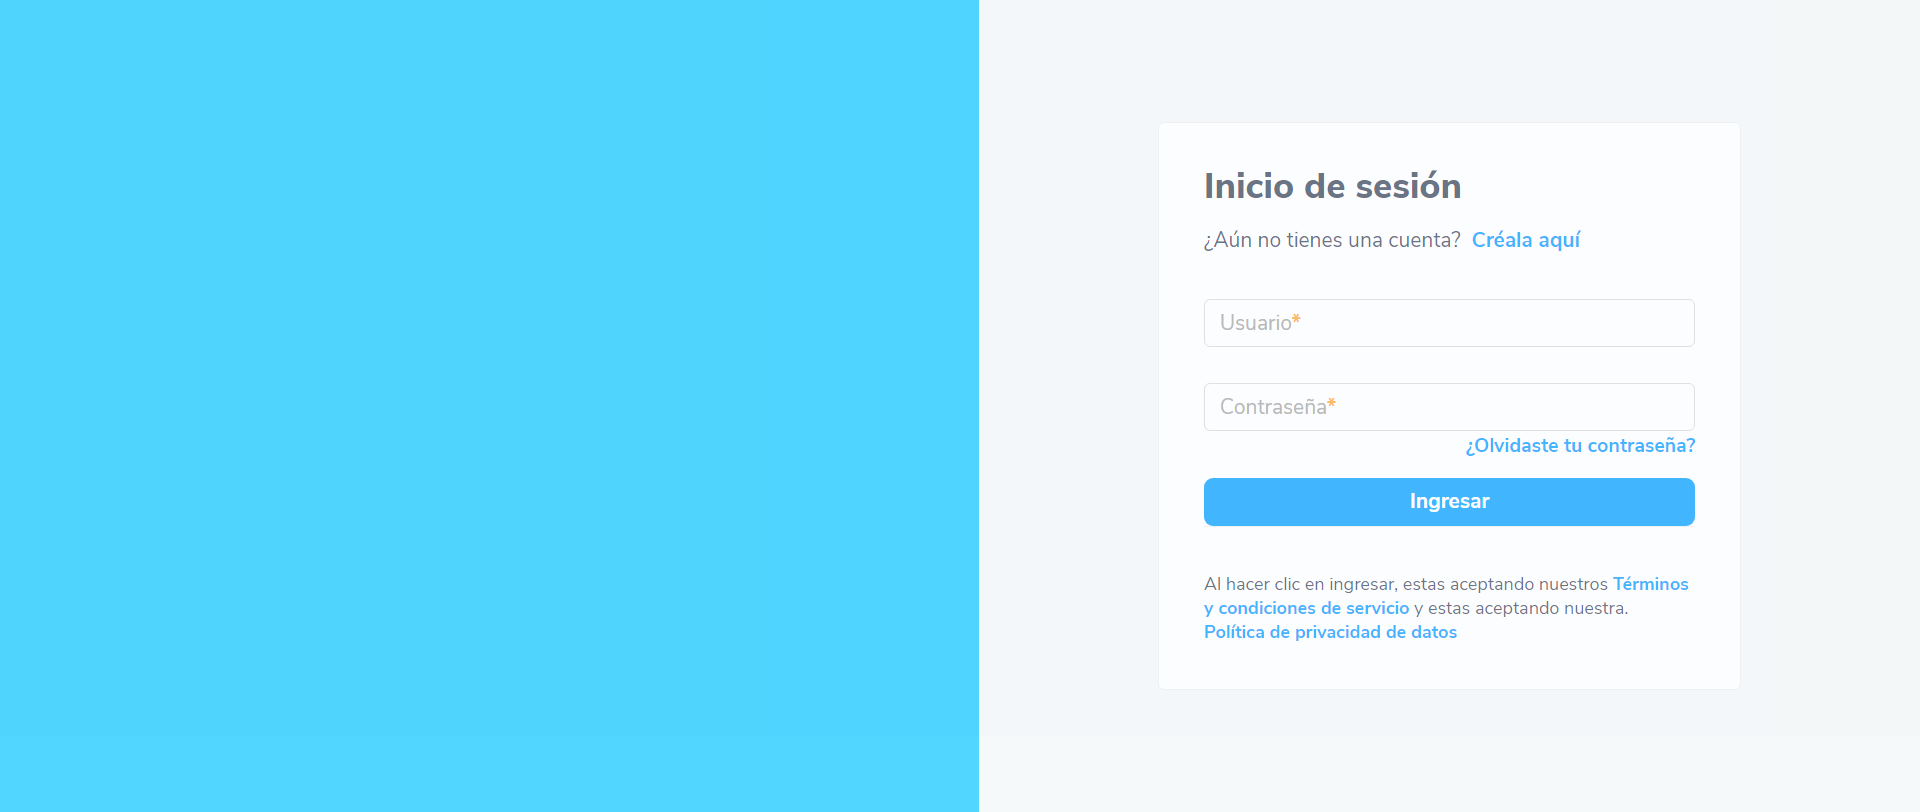 Inicio de sesión
¿Aún no tienes una cuenta? Créala aquí
Usuario*
Contraseña*
¿Olvidaste tu contraseña?
Ingresar
Al hacer clic en ingresar, estas aceptando nuestros Términos
y condiciones de servicio y estas aceptando nuestra.
Política de privacidad de datos